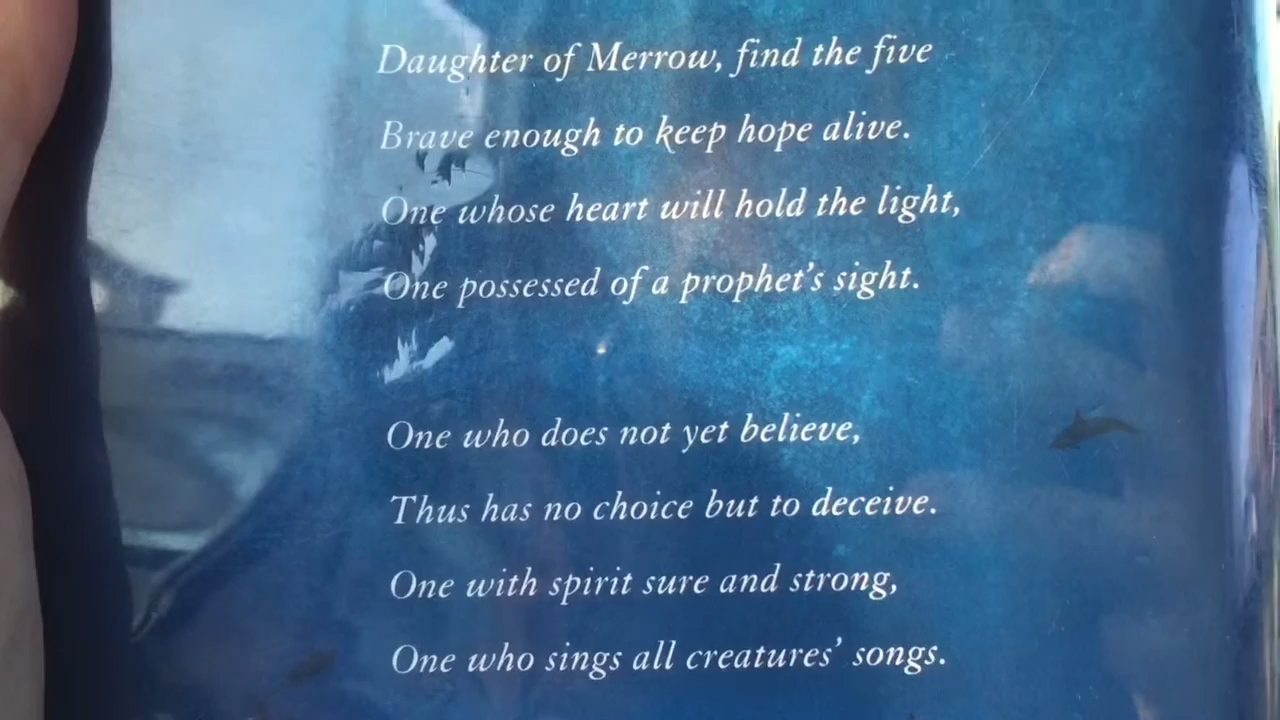 Daughter of Merrow, find the five
Brave enough to keep hope alive.
One whose heart will hold the light,
One possessed of a prophet's sight.
One who does not yet believe,
Thus has no choice but to deceive.
One with spirit sure and strong,
One who sings all creatures' songs.